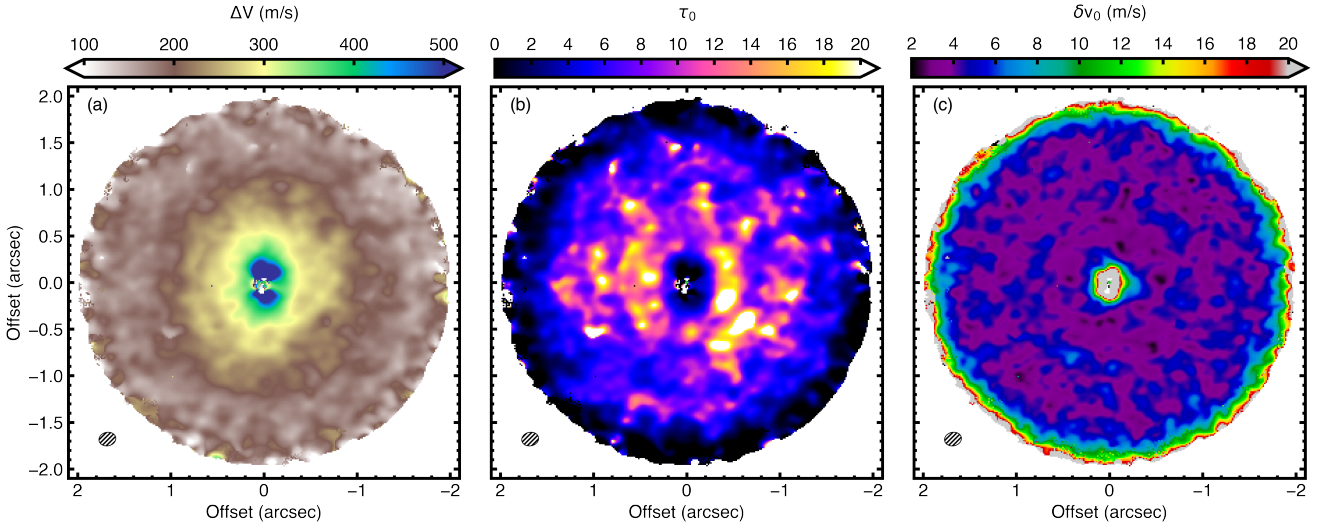 ΔV (m/s)
τ₀
δv₀ (m/s)
100 200 300 400 500
0 2 4 6 8 10 12 14 16 18 20
2 4 6 8 10 12 14 16 18 20
(a)
(b)
(c)
2.0
1.5
1.0
0.5
0.0
−0.5
−1.0
−1.5
−2.0
Offset (arcsec)
2 1 0 −1 −2
2 1 0 −1 −2
2 1 0 −1 −2
Offset (arcsec)
Offset (arcsec)
Offset (arcsec)